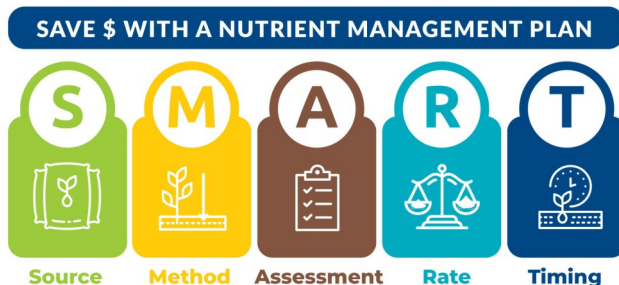 SAVE $ WITH A NUTRIENT MANAGEMENT PLAN
S M A R T
Source Method Assessment Rate Timing